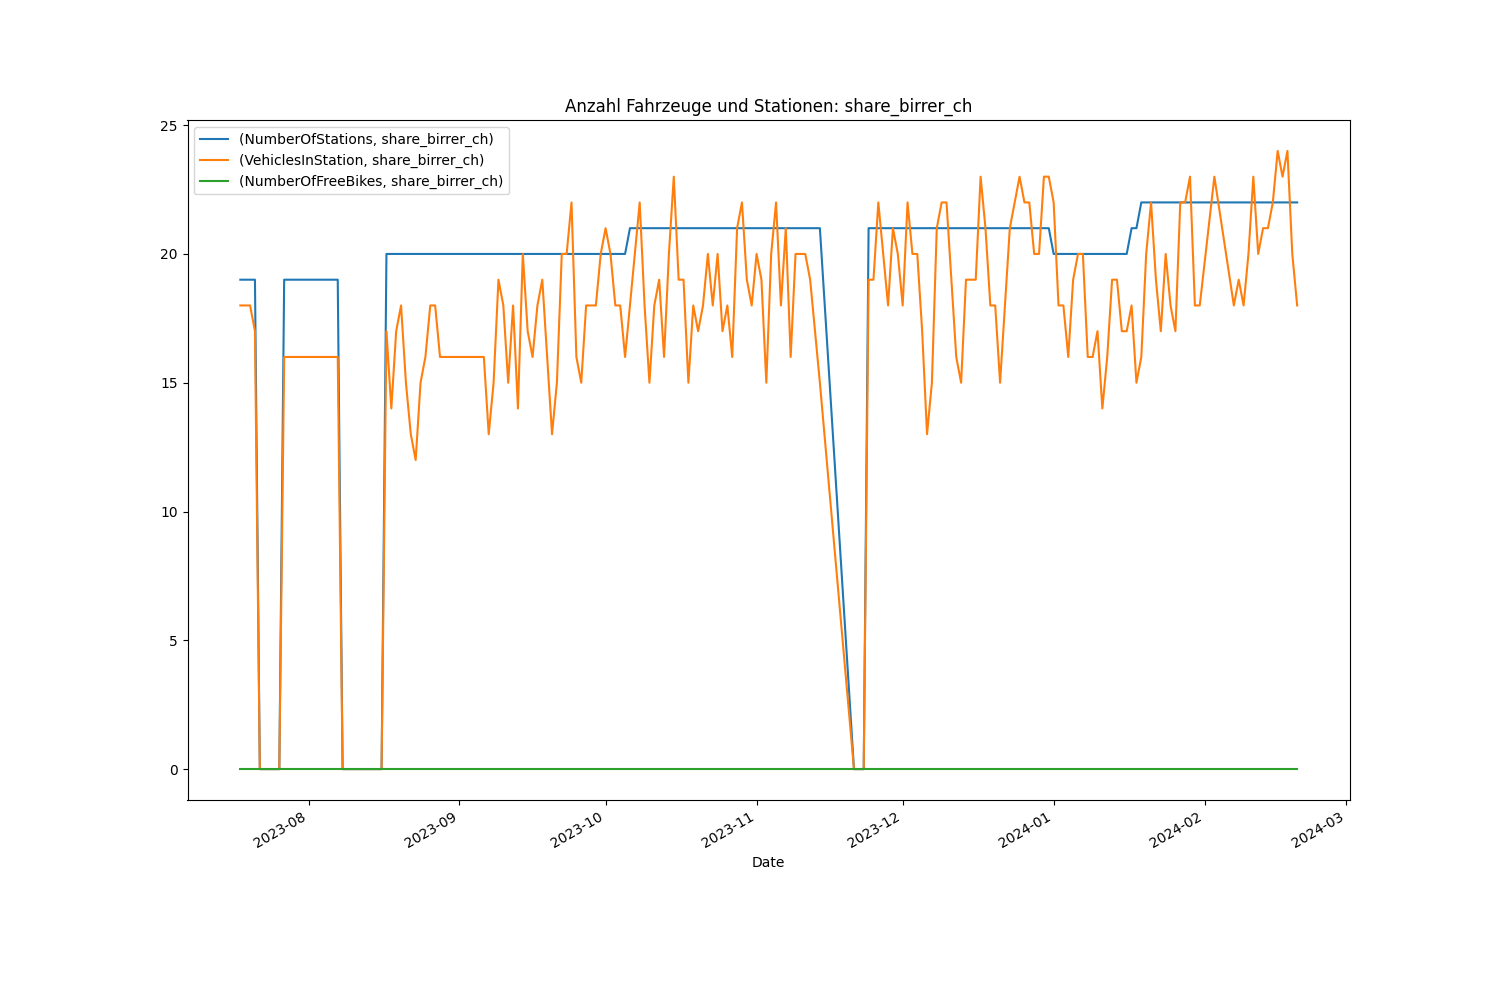 Anzahl Fahrzeuge und Stationen: share_birrer_ch
(NumberOfStations, share_birrer_ch)
(VehiclesInStation, share_birrer_ch)
(NumberOfFreeBikes, share_birrer_ch)
25
20
15
10
5
0
2023-08
2023-09
2023-10
2023-11
2023-12
2024-01
2024-02
2024-03
Date